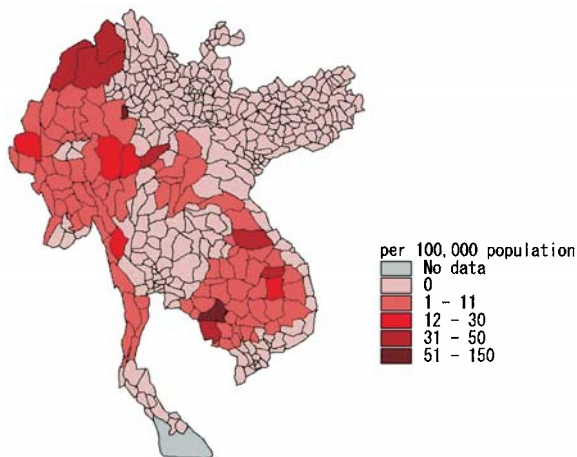 per 100,000 population
No data
0
1 - 11
12 - 30
31 - 50
51 - 150